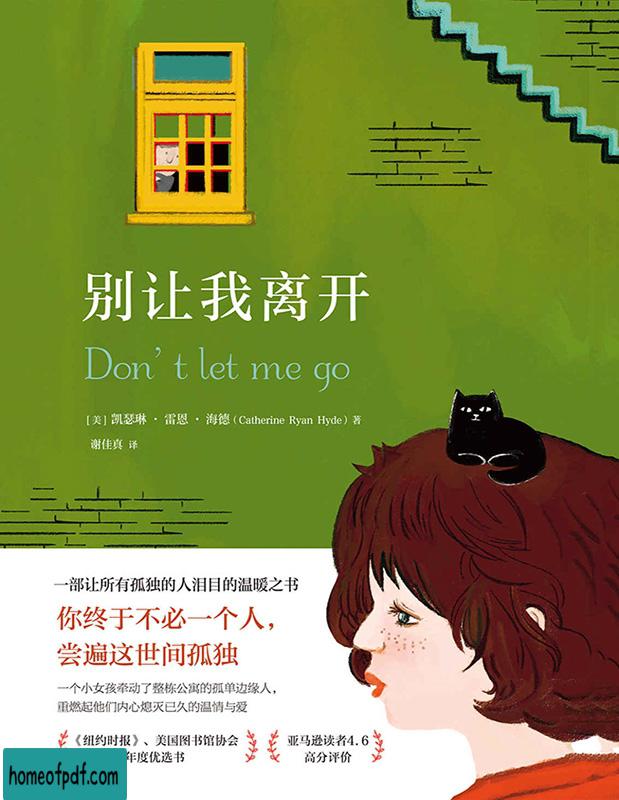 别让我离开
Don't let me go
[美] 凯瑟琳·雷恩·海德 (Catherine Ryan Hyde) 著
谢佳真 译
一部让所有孤独的人泪目的温暖之书
你终于不必一个人，
尝遍这世间孤独
一个小女孩牵动了整栋公寓的孤单边缘人，
重燃起他们内心熄灭已久的温情与爱
《纽约时报》、美国图书馆协会
年度优选书
亚马逊读者4.6
高分评价
homeofpdf.com